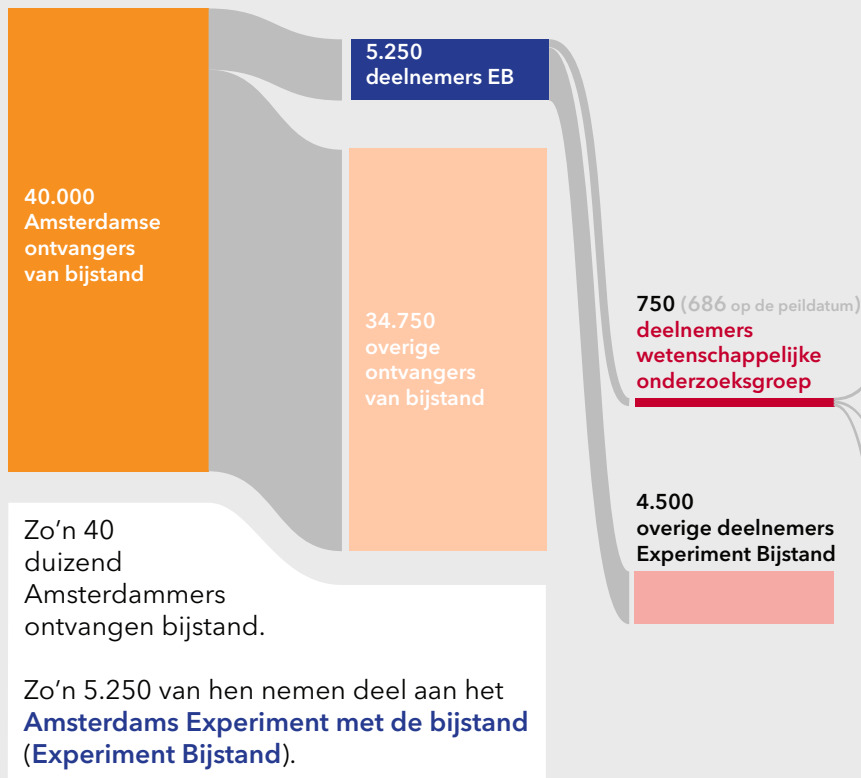 40.000
Amsterdamse
ontvangers
van bijstand
5.250
deelnemers EB
34.750
overige
ontvangers
van bijstand
750 (686 op de peildatum)
deelnemers
wetenschappelijke
onderzoeksgroep
4.500
overige deelnemers
Experiment Bijstand
Zo’n 40
duizend
Amsterdammers
ontvangen bijstand.
Zo’n 5.250 van hen nemen deel aan het
Amsterdams Experiment met de bijstand
(Experiment Bijstand).